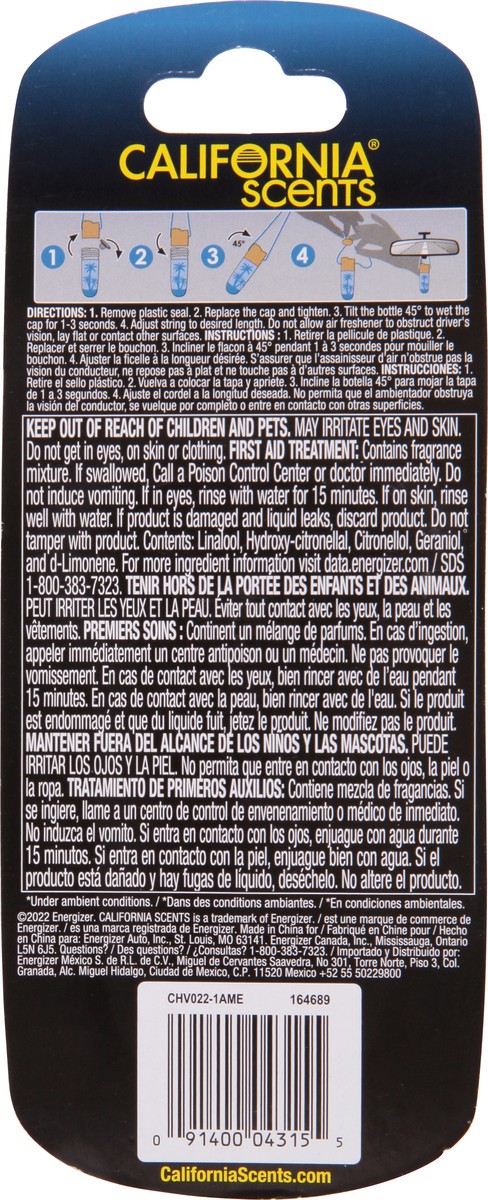 CALIFORNIA®
SCENTS
1 2 3 45° 4
DIRECTIONS: 1. Remove plastic seal. 2. Replace the cap and tighten. 3. Tilt the bottle 45° to wet the
cap for 1-3 seconds. 4. Adjust string to desired length. Do not allow air freshener to obstruct driver's
vision, lay flat or contact other surfaces. INSTRUCTIONS : 1. Retirer la pellicule de plastique. 2.
Replacer et serrer le bouchon. 3. Incliner le flacon à 45° pendant 1 à 3 secondes pour mouiller le
bouchon. 4. Ajuster la ficelle à la longueur désirée. S'assurer que l'assainisseur d'air n'obstrue pas la
vision du conducteur, ne repose pas à plat et ne touche pas à d'autres surfaces. INSTRUCCIONES: 1.
Retire el sello plástico. 2. Vuelva a colocar la tapa y apriete. 3. Incline la botella 45° para mojar la tapa
de 1 a 3 segundos. 4. Ajuste el cordel a la longitud deseada. No permita que el ambientador obstruya
la visión del conductor, se vuelque por completo o entre en contacto con otras superficies.
KEEP OUT OF REACH OF CHILDREN AND PETS. MAY IRRITATE EYES AND SKIN.
Do not get in eyes, on skin or clothing. FIRST AID TREATMENT: Contains fragrance
mixture. If swallowed, Call a Poison Control Center or doctor immediately. Do
not induce vomiting. If in eyes, rinse with water for 15 minutes. If on skin, rinse
well with water. If product is damaged and liquid leaks, discard product. Do not
tamper with product. Contents: Linalool, Hydroxy-citronellal, Citronellol, Geraniol,
and d-Limonene. For more ingredient information visit data.energizer.com / SDS
1-800-383-7323. TENIR HORS DE LA PORTÉE DES ENFANTS ET DES ANIMAUX.
PEUT IRRITER LES YEUX ET LA PEAU. Éviter tout contact avec les yeux, la peau et les
vêtements. PREMIERS SOINS : Contient un mélange de parfums. En cas d'ingestion,
appeler immédiatement un centre antipoison ou un médecin. Ne pas provoquer le
vomissement. En cas de contact avec les yeux, bien rincer avec de l'eau pendant
15 minutes. En cas de contact avec la peau, bien rincer avec de l'eau. Si le produit
est endommagé et que du liquide fuit, jetez le produit. Ne modifiez pas le produit.
MANTENER FUERA DEL ALCANCE DE LOS NIÑOS Y LAS MASCOTAS. PUEDE
IRRITAR LOS OJOS Y LA PIEL. No permita que entre en contacto con los ojos, la piel o
la ropa. TRATAMIENTO DE PRIMEROS AUXILIOS: Contiene mezcla de fragancias. Si
se ingiere, llame a un centro de control de envenenamiento o médico de inmediato.
No induzca el vomito. Si entra en contacto con los ojos, enjuague con agua durante
15 minutos. Si entra en contacto con la piel, enjuague bien con agua. Si el
producto está dañado y hay fugas de líquido, deséchelo. No altere el producto.
*Under ambient conditions. / *Dans des conditions ambiantes. / *En condiciones ambientales.
©2022 Energizer. CALIFORNIA SCENTS is a trademark of Energizer. / est une marque de commerce de
Energizer. / es una marca registrada de Energizer. Made in China for / Fabriqué en Chine pour / Hecho
en China para: Energizer Auto, Inc., St. Louis, MO 63141. Energizer Canada, Inc., Mississauga, Ontario
L5N 6J5. Questions? / Des questions? / ¿Consultas? 1-800-383-7323. / Importado y Distribuido por:
Energizer México S. de R.L. de C.V., Miguel de Cervantes Saavedra, No 301, Torre Norte, Piso 3, Col.
Granada, Alc. Miguel Hidalgo, Ciudad de Mexico, C.P. 11520 Mexico +52 55 50229800
CHV022-1AME 164689
0 91400 04315 5
CaliforniaScents.com